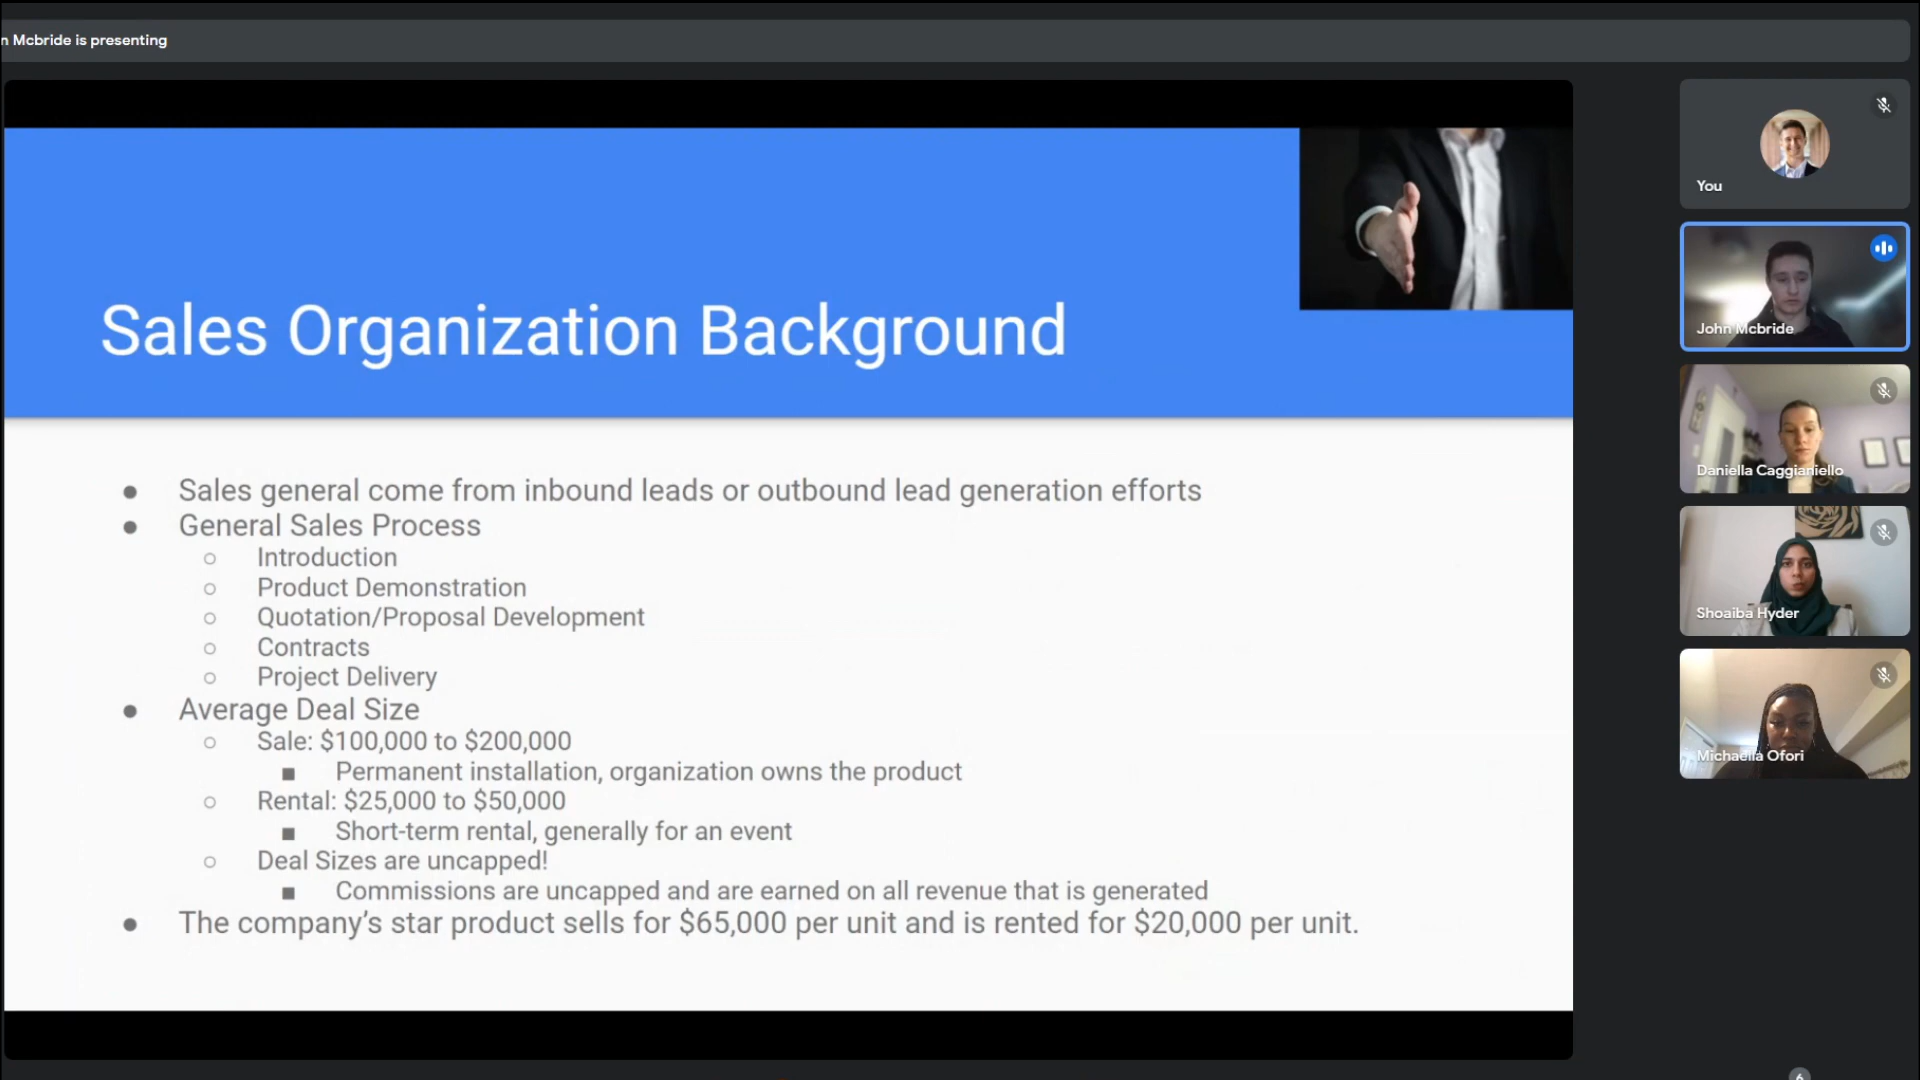 n Mcbride is presenting
You
John Mcbride
Daniella Caggianiello
Shoaiba Hyder
Michaella Ofori
Sales Organization Background
● Sales general come from inbound leads or outbound lead generation efforts
● General Sales Process
○ Introduction
○ Product Demonstration
○ Quotation/Proposal Development
○ Contracts
○ Project Delivery
● Average Deal Size
○ Sale: $100,000 to $200,000
■ Permanent installation, organization owns the product
○ Rental: $25,000 to $50,000
■ Short-term rental, generally for an event
○ Deal Sizes are uncapped!
■ Commissions are uncapped and are earned on all revenue that is generated
● The company’s star product sells for $65,000 per unit and is rented for $20,000 per unit.